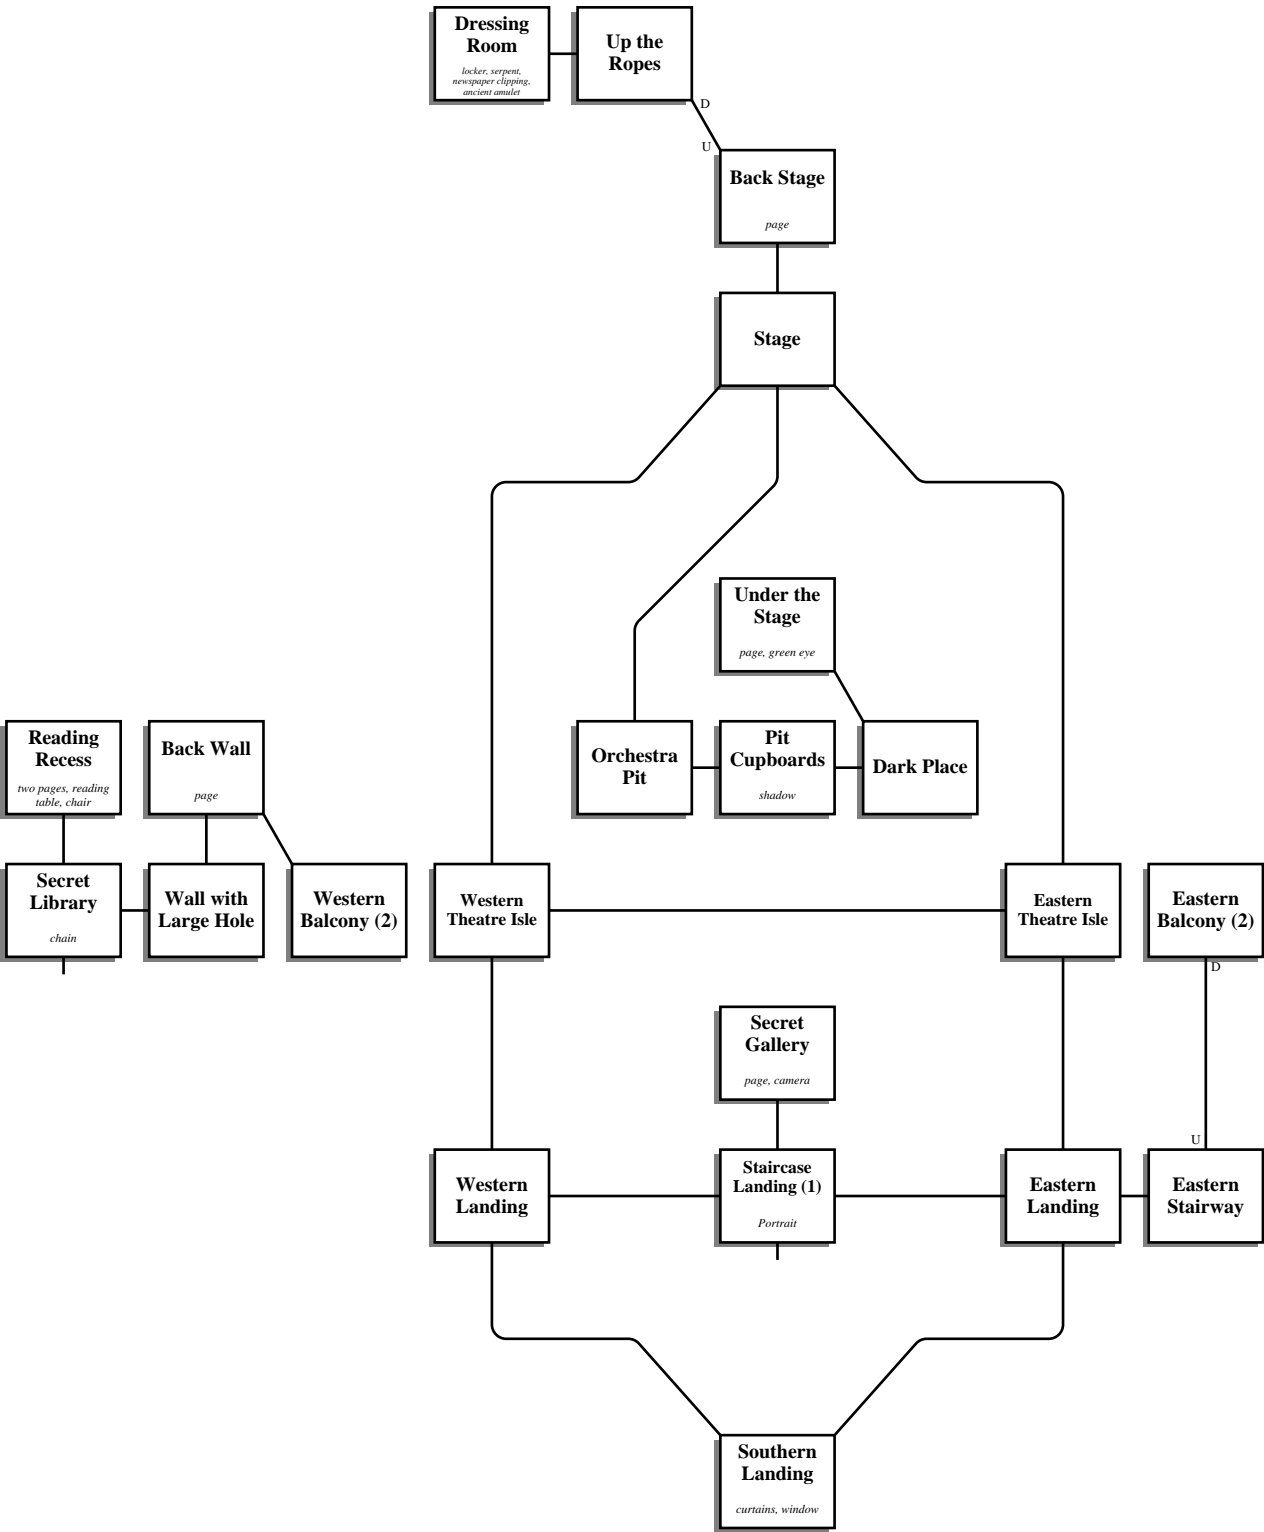 Dressing
Room
locker, serpent,
newspaper clipping,
ancient amulet
Up the
Ropes
D
U
Back Stage
page
Stage
Under the
Stage
page, green eye
Reading
Recess
two pages, reading
table, chair
Back Wall
page
Orchestra
Pit
Pit
Cupboards
shadow
Dark Place
Secret
Library
chain
Wall with
Large Hole
Western
Balcony (2)
Western
Theatre Isle
Eastern
Theatre Isle
Eastern
Balcony (2)
D
Secret
Gallery
page, camera
U
Western
Landing
Staircase
Landing (1)
Portrait
Eastern
Landing
Eastern
Stairway
Southern
Landing
curtains, window